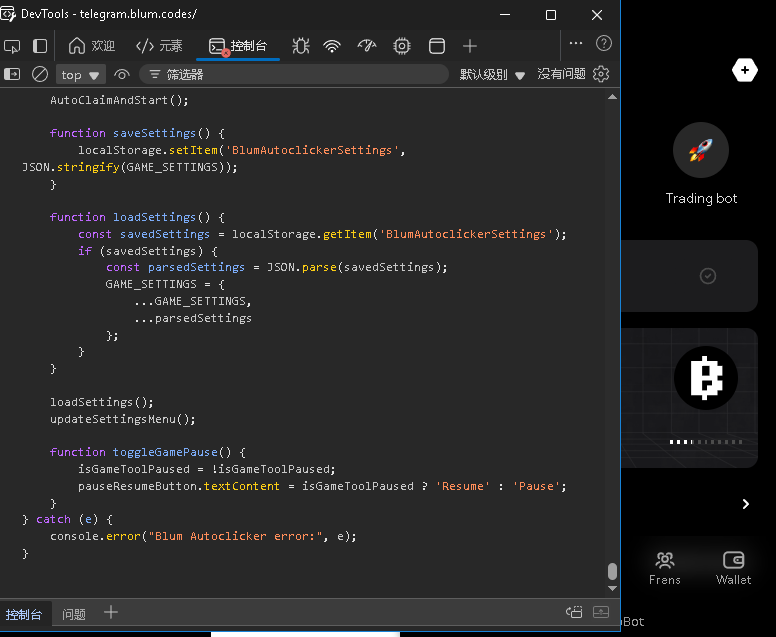 DevTools - telegram.blum.codes/
欢迎
元素
控制台
top
筛选器
默认级别
没有问题
AutoClaimAndStart();
function saveSettings() {
localStorage.setItem('BlumAutoclickerSettings',
JSON.stringify(GAME_SETTINGS));
}
function loadSettings() {
const savedSettings = localStorage.getItem('BlumAutoclickerSettings');
if (savedSettings) {
const parsedSettings = JSON.parse(savedSettings);
GAME_SETTINGS = {
...GAME_SETTINGS,
...parsedSettings
};
}
}
loadSettings();
updateSettingsMenu();
function toggleGamePause() {
isGameToolPaused = !isGameToolPaused;
pauseResumeButton.textContent = isGameToolPaused ? 'Resume' : 'Pause';
}
} catch (e) {
console.error("Blum Autoclicker error:", e);
}
控制台
问题
Trading bot
Frens
Wallet
Bot